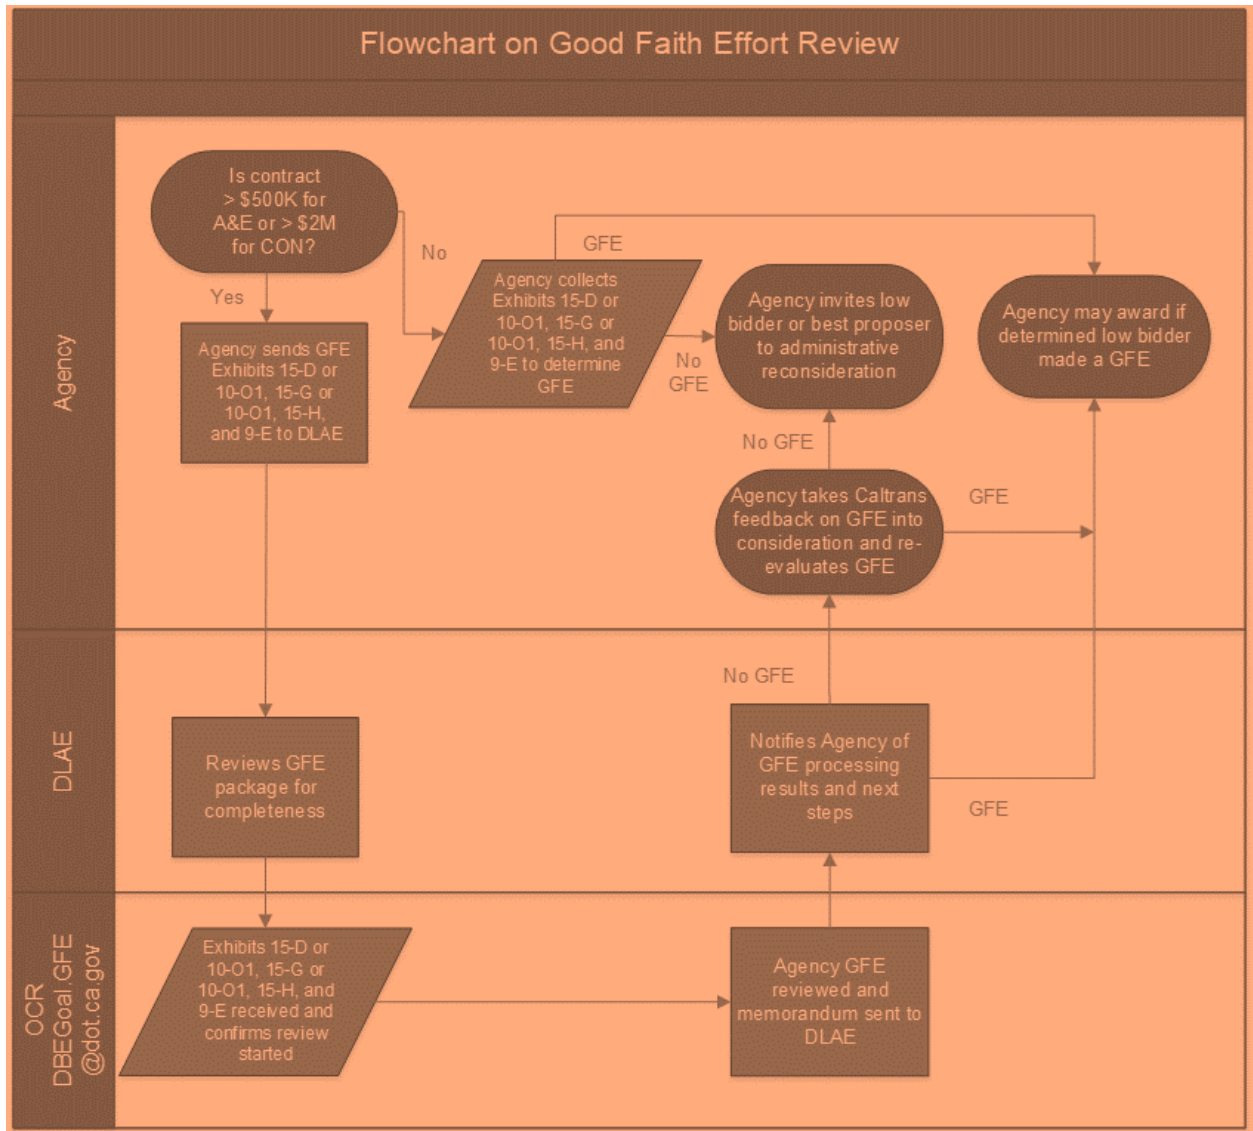 Flowchart on Good Faith Effort Review
Agency
Is contract
> $500K for
A&E or > $2M
for CON?
No
Yes
Agency sends GFE
Exhibits 15-D or
10-O1, 15-G or
10-O1, 15-H,
and 9-E to DLAE
Agency collects
Exhibits 15-D or
10-O1, 15-G or
10-O1, 15-H, and
9-E to determine
GFE
GFE
No
GFE
Agency invites low
bidder or best proposer
to administrative
reconsideration
Agency may award if
determined low bidder
made a GFE
No GFE
Agency takes Caltrans
feedback on GFE into
consideration and re-
evaluates GFE
GFE
DLAE
Reviews GFE
package for
completeness
No GFE
Notifies Agency of
GFE processing
results and next
steps
GFE
OCR
DBEGoal.GFE
@dot.ca.gov
Exhibits 15-D or
10-O1, 15-G or
10-O1, 15-H, and
9-E received and
confirms review
started
Agency GFE
reviewed and
memorandum sent to
DLAE